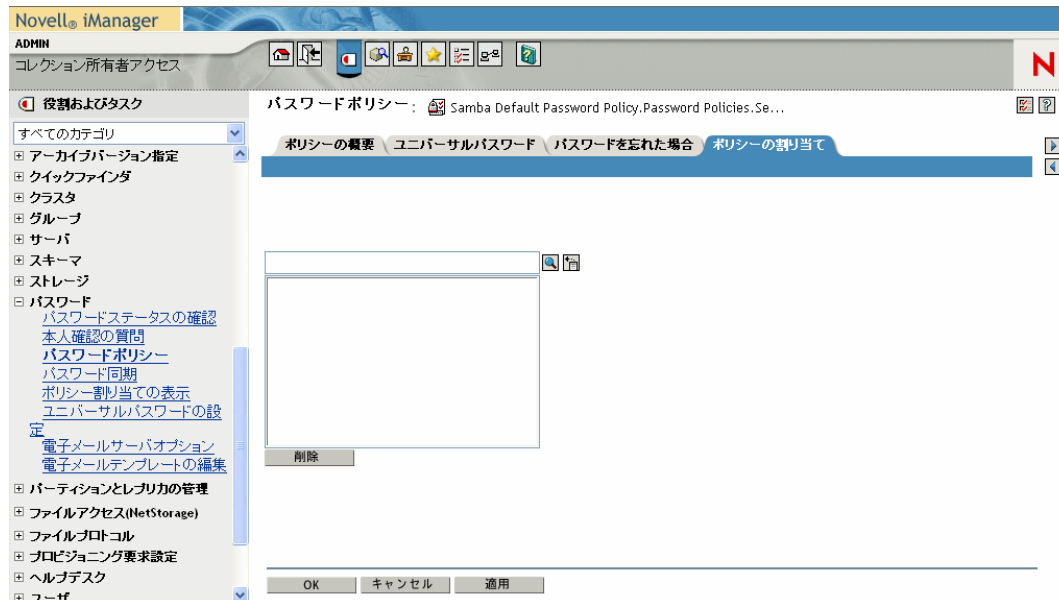 Novell® iManager
ADMIN
コレクション所有者アクセス
N
役割およびタスク
すべてのカテゴリ
アーカイブバージョン指定
クイックファインダ
クラスタ
グループ
サーバ
スキーマ
ストレージ
パスワード
パスワードステータスの確認
本人確認の質問
パスワードポリシー
パスワード同期
ポリシー割り当ての表示
ユニバーサルパスワードの設
定
電子メールサーバオプション
電子メールテンプレートの編集
パーティションとレプリカの管理
ファイルアクセス(NetStorage)
ファイルプロトコル
プロビジョニング要求設定
ヘルプデスク
ユーザ
パスワードポリシー: Samba Default Password Policy.Password Policies.Se...
ポリシーの概要 ユニバーサルパスワード パスワードを忘れた場合 ポリシーの割り当て
削除
OK キャンセル 適用